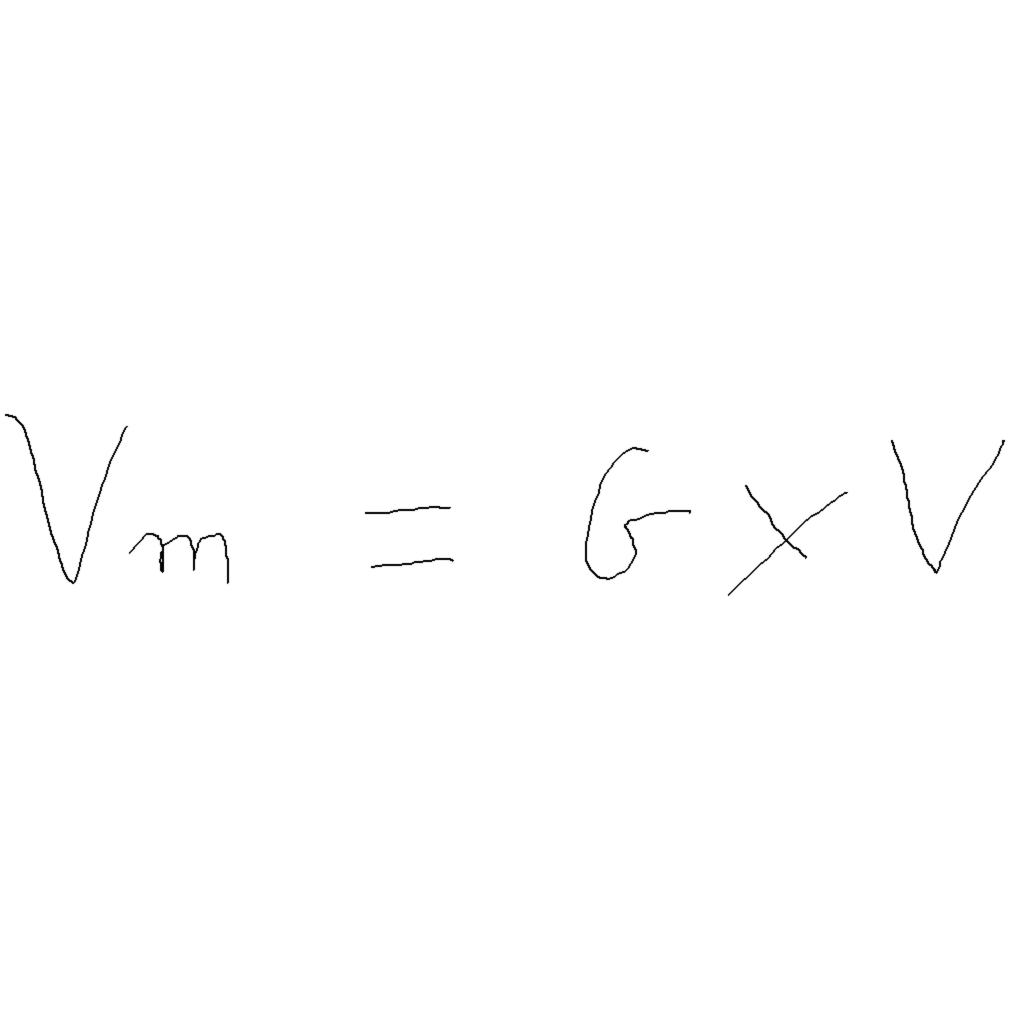 Vm = G × V